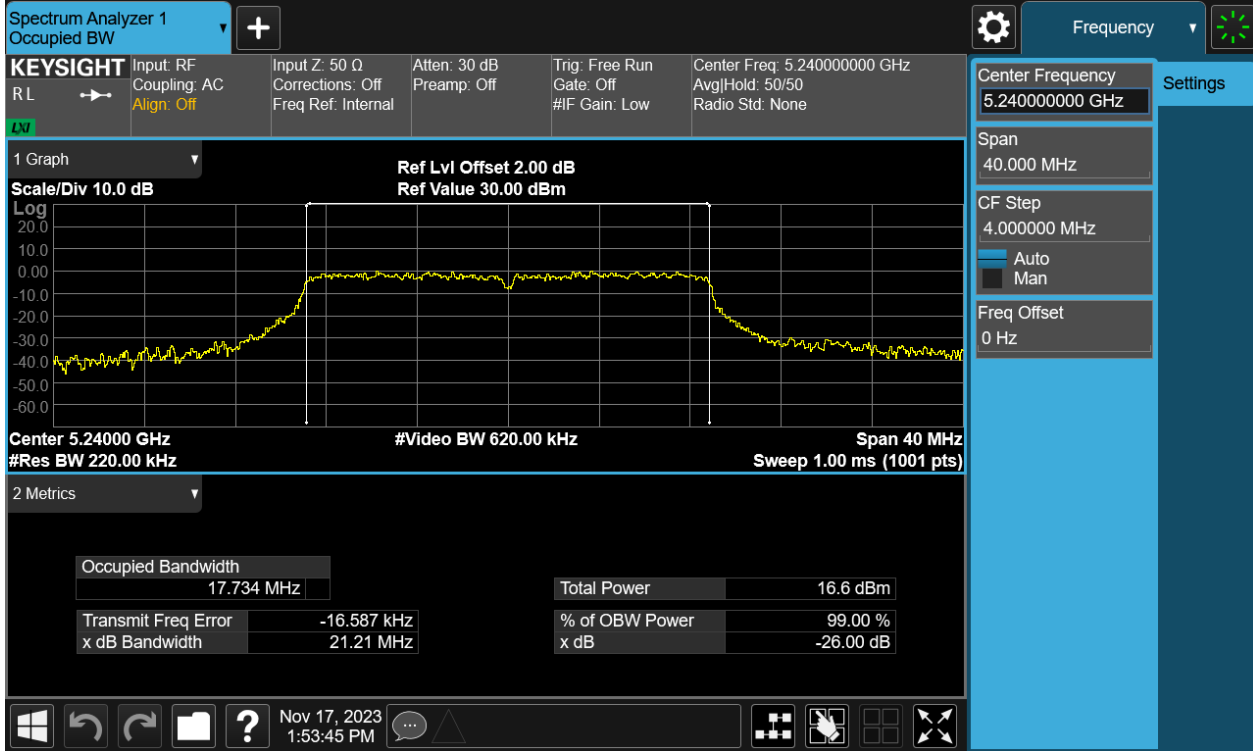 Spectrum Analyzer 1
Occupied BW
+
Frequency
KEYSIGHT
R L
LXI
Input: RF
Coupling: AC
Align: Off
Input Z: 50 Ω
Corrections: Off
Freq Ref: Internal
Atten: 30 dB
Preamp: Off
Trig: Free Run
Gate: Off
#IF Gain: Low
Center Freq: 5.240000000 GHz
Avg|Hold: 50/50
Radio Std: None
Center Frequency
5.240000000 GHz
Settings
Span
40.000 MHz
CF Step
4.000000 MHz
Auto
Man
Freq Offset
0 Hz
1 Graph
Scale/Div 10.0 dB
Ref Lvl Offset 2.00 dB
Ref Value 30.00 dBm
Log
20.0
10.0
0.00
-10.0
-20.0
-30.0
-40.0
-50.0
-60.0
Center 5.24000 GHz
#Res BW 220.00 kHz
#Video BW 620.00 kHz
Span 40 MHz
Sweep 1.00 ms (1001 pts)
2 Metrics
Occupied Bandwidth
17.734 MHz
Total Power 16.6 dBm
Transmit Freq Error -16.587 kHz
% of OBW Power 99.00 %
x dB Bandwidth 21.21 MHz
x dB -26.00 dB
?
Nov 17, 2023
1:53:45 PM